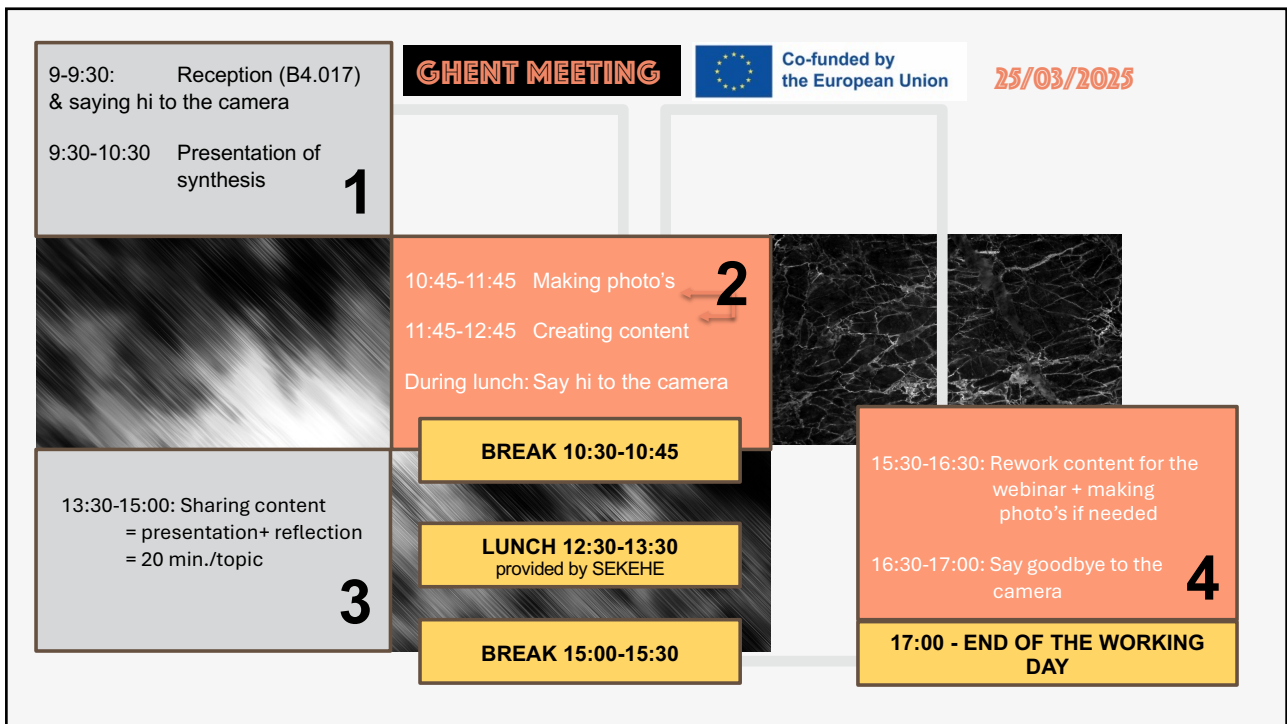 GHENT MEETING
Co-funded by
the European Union
25/03/2025
9-9:30: Reception (B4.017)
& saying hi to the camera
9:30-10:30 Presentation of
synthesis
1
10:45-11:45 Making photo's
11:45-12:45 Creating content
During lunch: Say hi to the camera
2
BREAK 10:30-10:45
LUNCH 12:30-13:30
provided by SEKEHE
BREAK 15:00-15:30
13:30-15:00: Sharing content
= presentation+ reflection
= 20 min./topic
3
15:30-16:30: Rework content for the
webinar + making
photo's if needed
16:30-17:00: Say goodbye to the
camera
4
17:00 - END OF THE WORKING
DAY